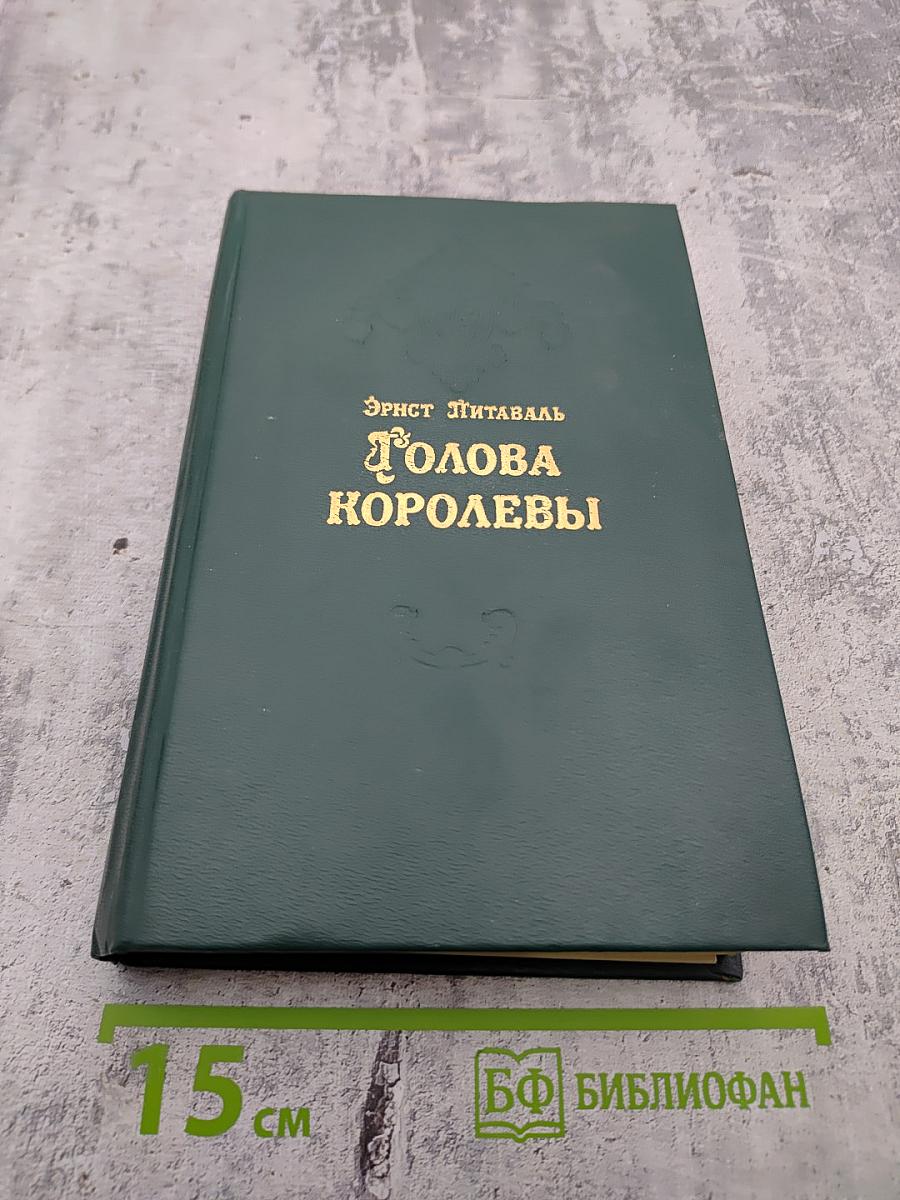 Эрнст Питаваль
Голова
королевы
15 см
БФ БИБЛИОФАН